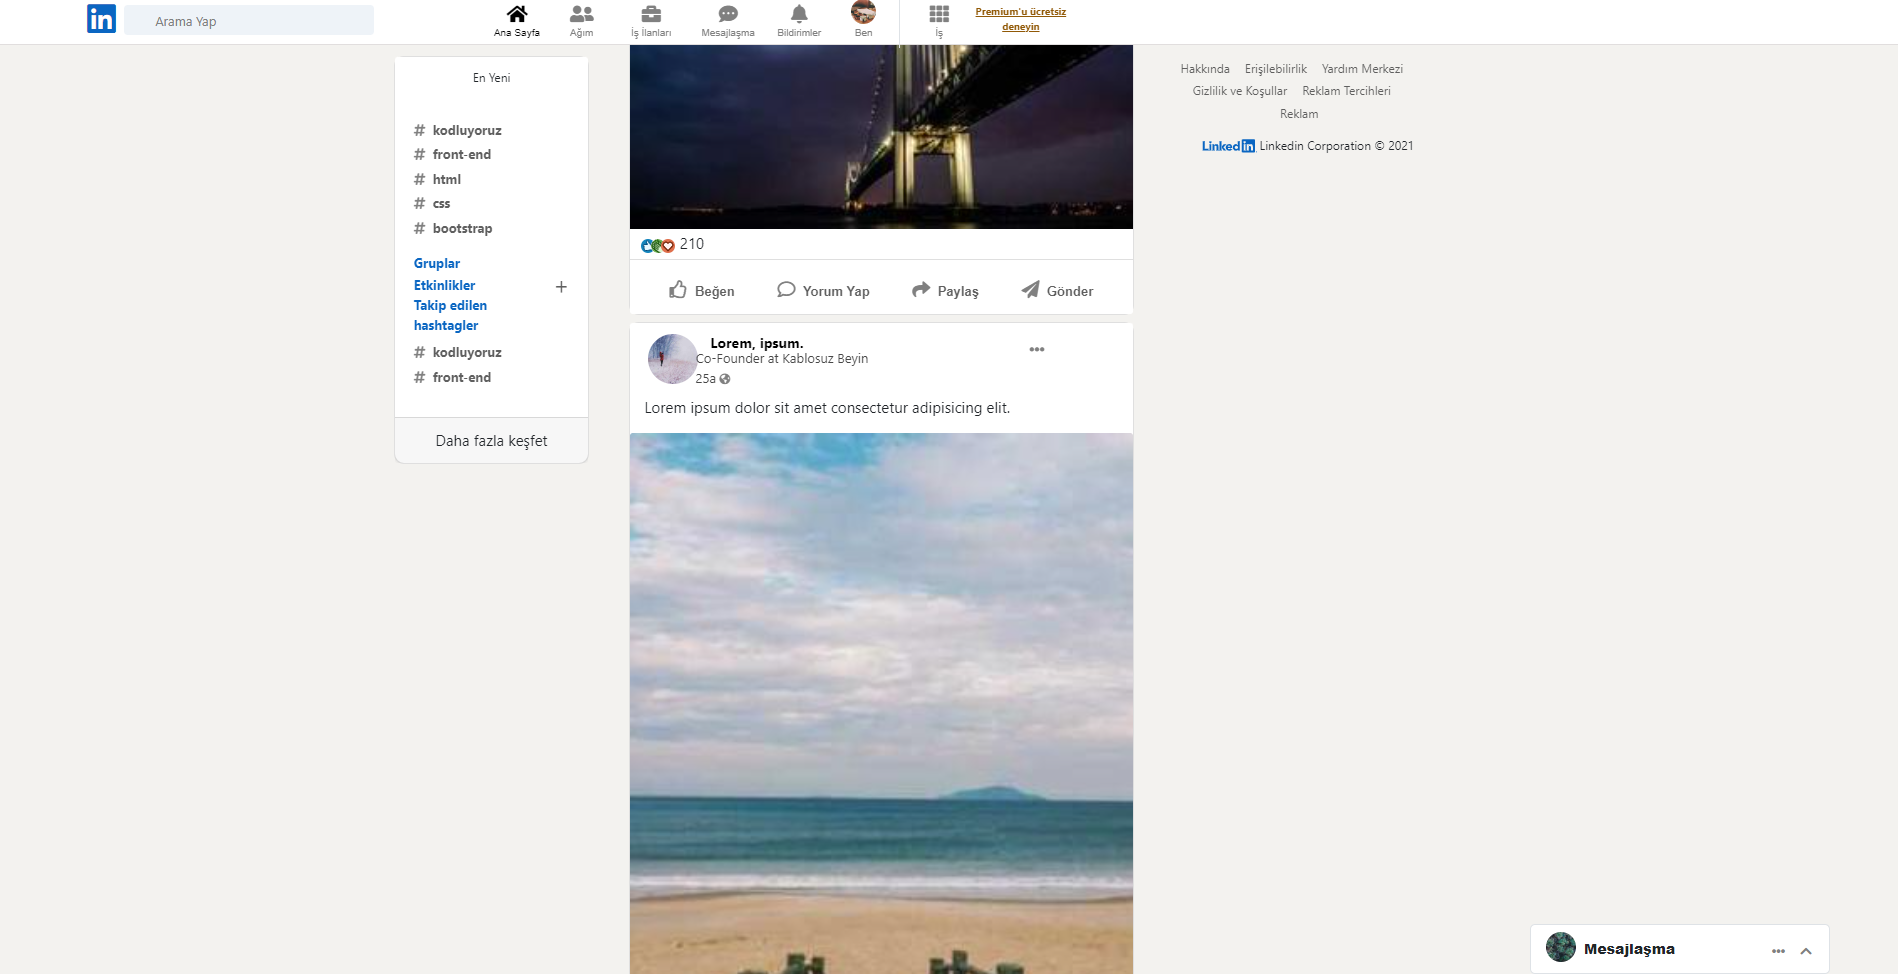 in
Arama Yap
Ana Sayfa
Ağım
İş İlanları
Mesajlaşma
Bildirimler
Ben
İş
Premium'u ücretsiz
deneyin
En Yeni
# kodluyoruz
# front-end
# html
# css
# bootstrap
Gruplar
Etkinlikler
+
Takip edilen
hashtagler
# kodluyoruz
# front-end
Daha fazla keşfet
210
Beğen
Yorum Yap
Paylaş
Gönder
Lorem, ipsum.
Co-Founder at Kablosuz Beyin
25a
Lorem ipsum dolor sit amet consectetur adipisicing elit.
Hakkında Erişilebilirlik Yardım Merkezi
Gizlilik ve Koşullar Reklam Tercihleri
Reklam
Linkedin Linkedin Corporation © 2021
Mesajlaşma